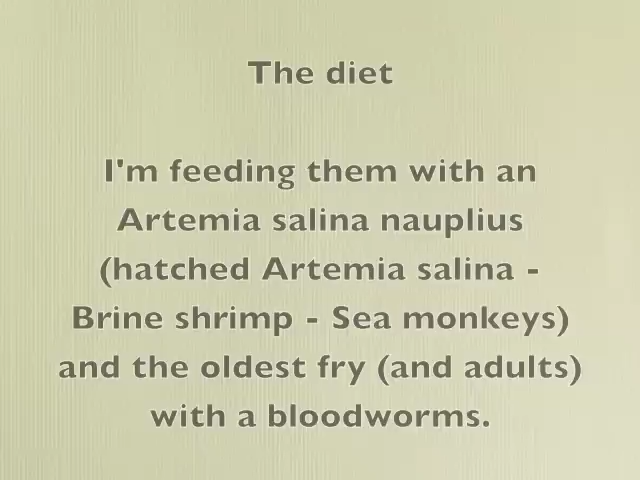 The diet
I'm feeding them with an
Artemia salina nauplius
(hatched Artemia salina -
Brine shrimp - Sea monkeys)
and the oldest fry (and adults)
with a bloodworms.